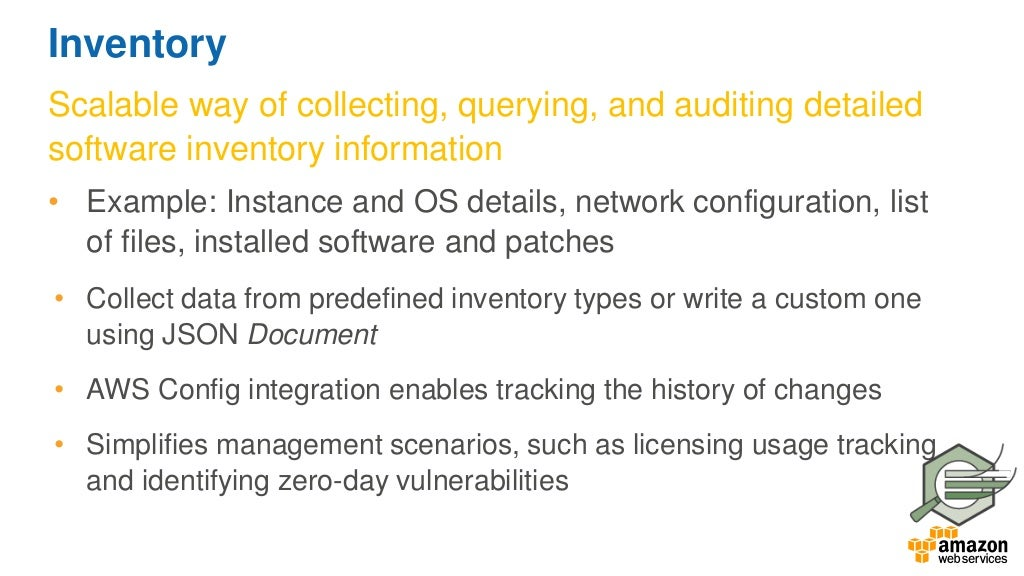 Inventory
Scalable way of collecting, querying, and auditing detailed
software inventory information
• Example: Instance and OS details, network configuration, list
of files, installed software and patches
• Collect data from predefined inventory types or write a custom one
using JSON Document
• AWS Config integration enables tracking the history of changes
• Simplifies management scenarios, such as licensing usage tracking
and identifying zero-day vulnerabilities
amazon
webservices